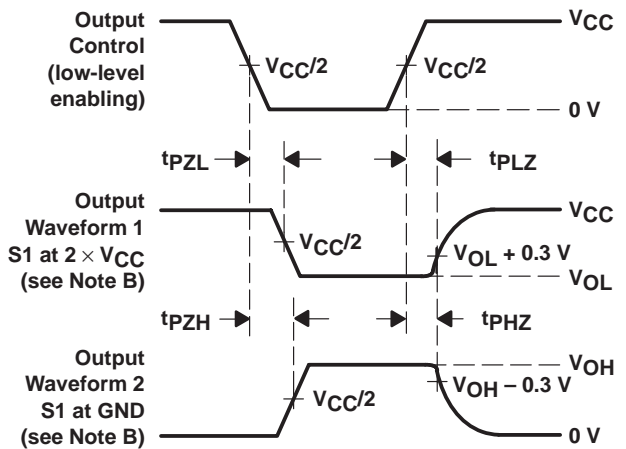 Output
Control
(low-level
enabling)
VCC
VCC/2
VCC/2
0 V
tPZL
tPLZ
Output
Waveform 1
S1 at 2 × VCC
(see Note B)
VCC
VCC/2
VOL + 0.3 V
VOL
tPZH
tPHZ
Output
Waveform 2
S1 at GND
(see Note B)
VOH
VCC/2
VOH – 0.3 V
0 V